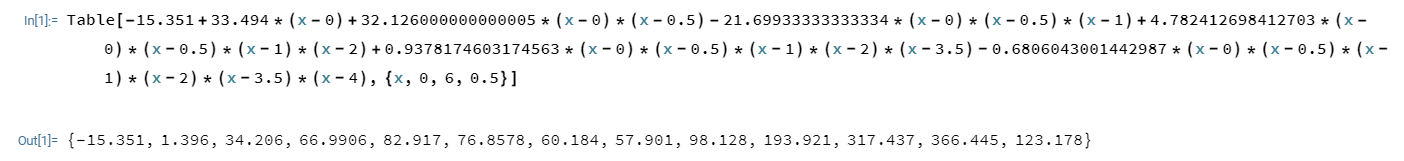 In[1]:= Table[-15.351+33.494*(x-0)+32.126000000000005*(x-0)*(x-0.5)-21.69933333333334*(x-0)*(x-0.5)*(x-1)+4.782412698412703*(x-
0)*(x-0.5)*(x-1)*(x-2)+0.9378174603174563*(x-0)*(x-0.5)*(x-1)*(x-2)*(x-3.5)-0.6806043001442987*(x-0)*(x-0.5)*(x-
1)*(x-2)*(x-3.5)*(x-4), {x, 0, 6, 0.5}]
Out[1]= {-15.351, 1.396, 34.206, 66.9906, 82.917, 76.8578, 60.184, 57.901, 98.128, 193.921, 317.437, 366.445, 123.178}